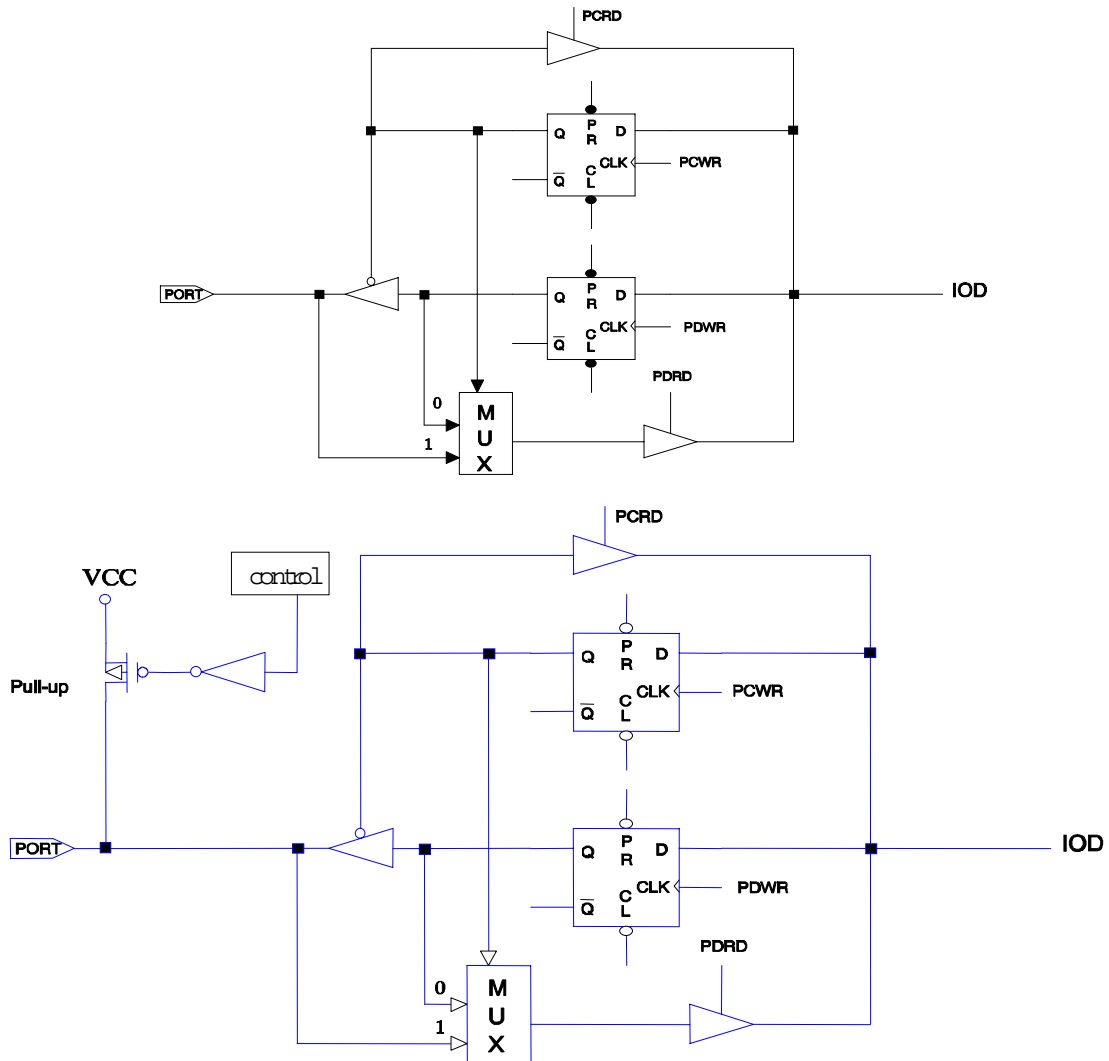 PCRD
Q P R D
CLK PCWR
Q̅ C L
PORT
Q P R D IOD
CLK PDWR
Q̅ C L
PDRD
0 M
U
1 X
PCRD
VCC control
Q P R D
Pull-up
CLK PCWR
Q̅ C L
PORT
Q P R D IOD
CLK PDWR
Q̅ C L
PDRD
0 M
U
1 X